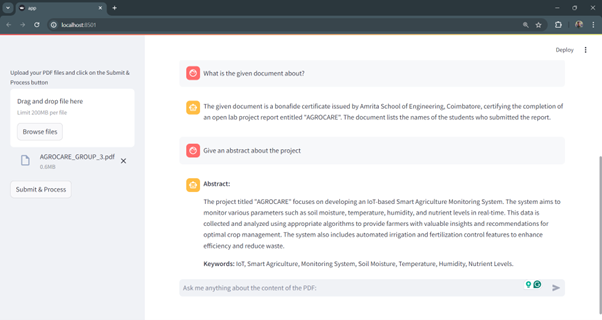 app
localhost:8501
Deploy
Upload your PDF files and click on the Submit &
Process button
Drag and drop file here
Limit 200MB per file
Browse files
AGROCARE_GROUP_3.pdf
0.6MB
Submit & Process
What is the given document about?
The given document is a bonafide certificate issued by Amrita School of Engineering, Coimbatore, certifying the completion of
an open lab project report entitled "AGROCARE". The document lists the names of the students who submitted the report.
Give an abstract about the project
Abstract:
The project titled "AGROCARE" focuses on developing an IoT-based Smart Agriculture Monitoring System. The system aims to
monitor various parameters such as soil moisture, temperature, humidity, and nutrient levels in real-time. This data is
collected and analyzed using appropriate algorithms to provide farmers with valuable insights and recommendations for
optimal crop management. The system also includes automated irrigation and fertilization control features to enhance
efficiency and reduce waste.
Keywords: IoT, Smart Agriculture, Monitoring System, Soil Moisture, Temperature, Humidity, Nutrient Levels.
Ask me anything about the content of the PDF: